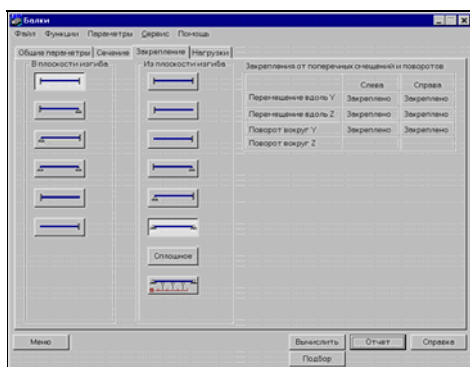 Балки
Файл Функции Параметры Сервис Помощь
Общие параметры Сечение Закрепление Нагрузки
В плоскости изгиба
Из плоскости изгиба
Закрепления от поперечных смещений и поворотов
Слева Справа
Перемещение вдоль Y Закреплено Закреплено
Перемещение вдоль Z Закреплено Закреплено
Поворот вокруг Y Закреплено Закреплено
Поворот вокруг Z
Сплошное
Меню Вычислить Отчет Справка
Подбор